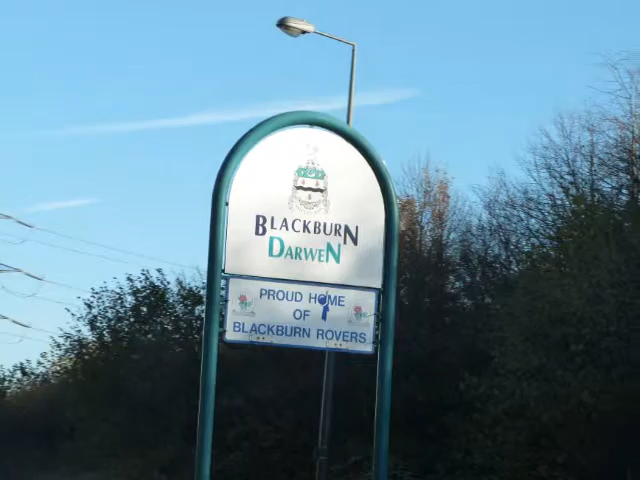 BLACKBURN
DARWEN
PROUD HOME
OF
BLACKBURN ROVERS